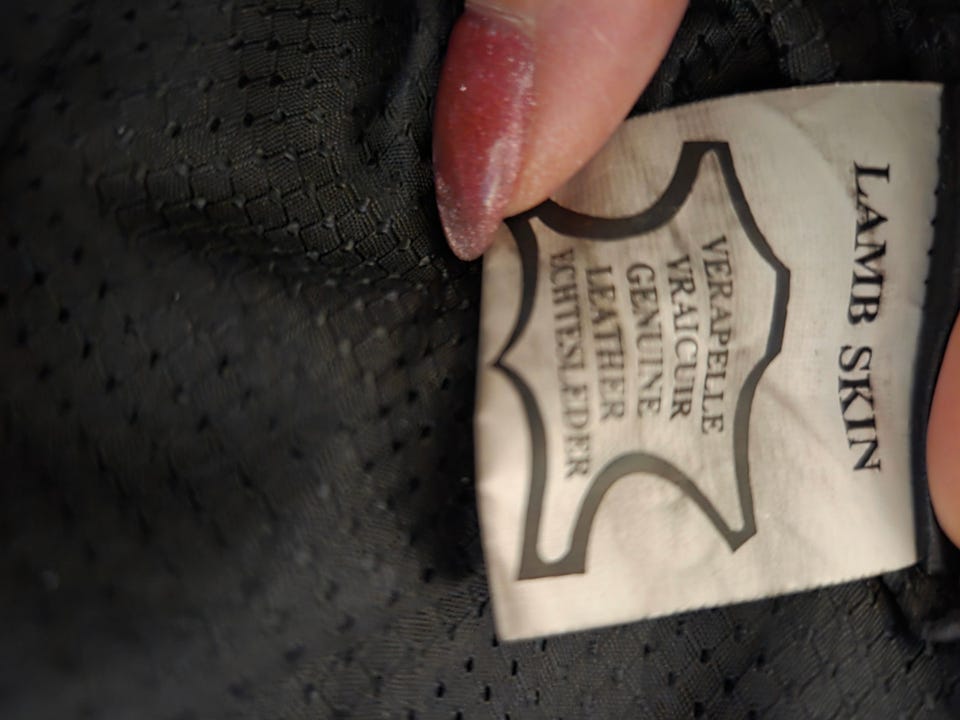 LAMB SKIN
VERAPELLE
VRAICUIR
GENUINE
LEATHER
ECHTESLEDER